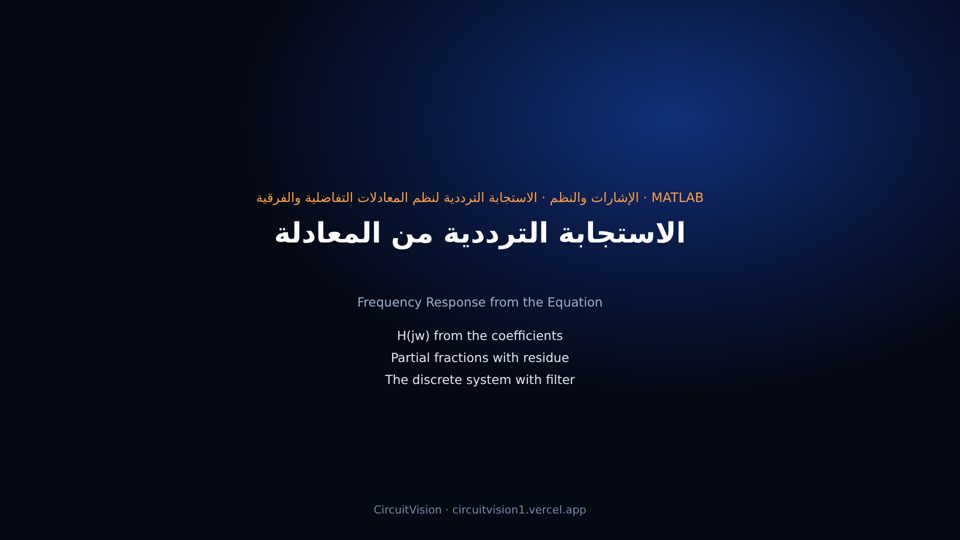 MATLAB · الإشارات والنظم · الاستجابة الترددية لنظم المعادلات التفاضلية والفرقية
الاستجابة الترددية من المعادلة
Frequency Response from the Equation
H(jw) from the coefficients
Partial fractions with residue
The discrete system with filter
CircuitVision · circuitvision1.vercel.app